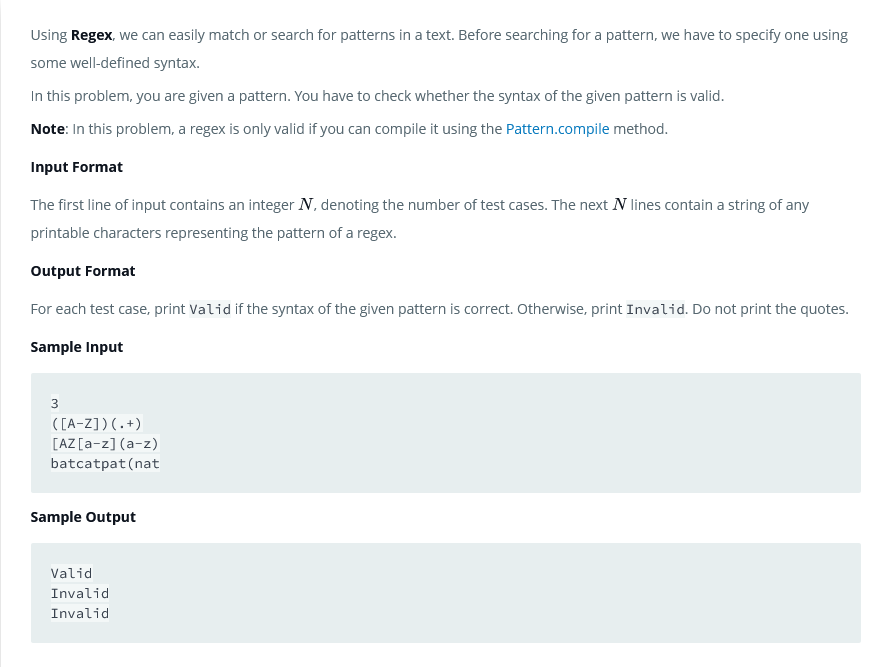 Using Regex, we can easily match or search for patterns in a text. Before searching for a pattern, we have to specify one using
some well-defined syntax.
In this problem, you are given a pattern. You have to check whether the syntax of the given pattern is valid.
Note: In this problem, a regex is only valid if you can compile it using the Pattern.compile method.
Input Format
The first line of input contains an integer N, denoting the number of test cases. The next N lines contain a string of any
printable characters representing the pattern of a regex.
Output Format
For each test case, print Valid if the syntax of the given pattern is correct. Otherwise, print Invalid. Do not print the quotes.
Sample Input
3
([A-Z])(.+)
[AZ[a-z](a-z)
batcatpat(nat
Sample Output
Valid
Invalid
Invalid